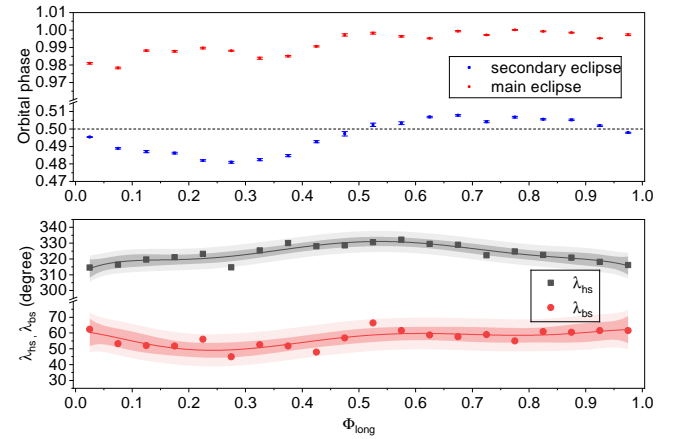 1.01
1.00
0.99
0.98
0.97
0.51
0.50
0.49
0.48
0.47
Orbital phase
secondary eclipse
main eclipse
0.0 0.1 0.2 0.3 0.4 0.5 0.6 0.7 0.8 0.9 1.0
340
330
320
310
300
70
60
50
40
30
λhs, λbs (degree)
λhs
λbs
0.0 0.1 0.2 0.3 0.4 0.5 0.6 0.7 0.8 0.9 1.0
Φlong